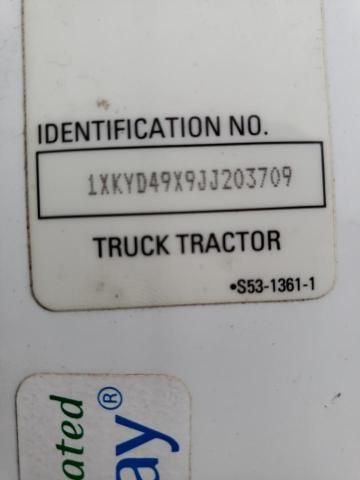 IDENTIFICATION NO.
1XKYD49X9JJ203709
TRUCK TRACTOR
•S53-1361-1
ated
ay®